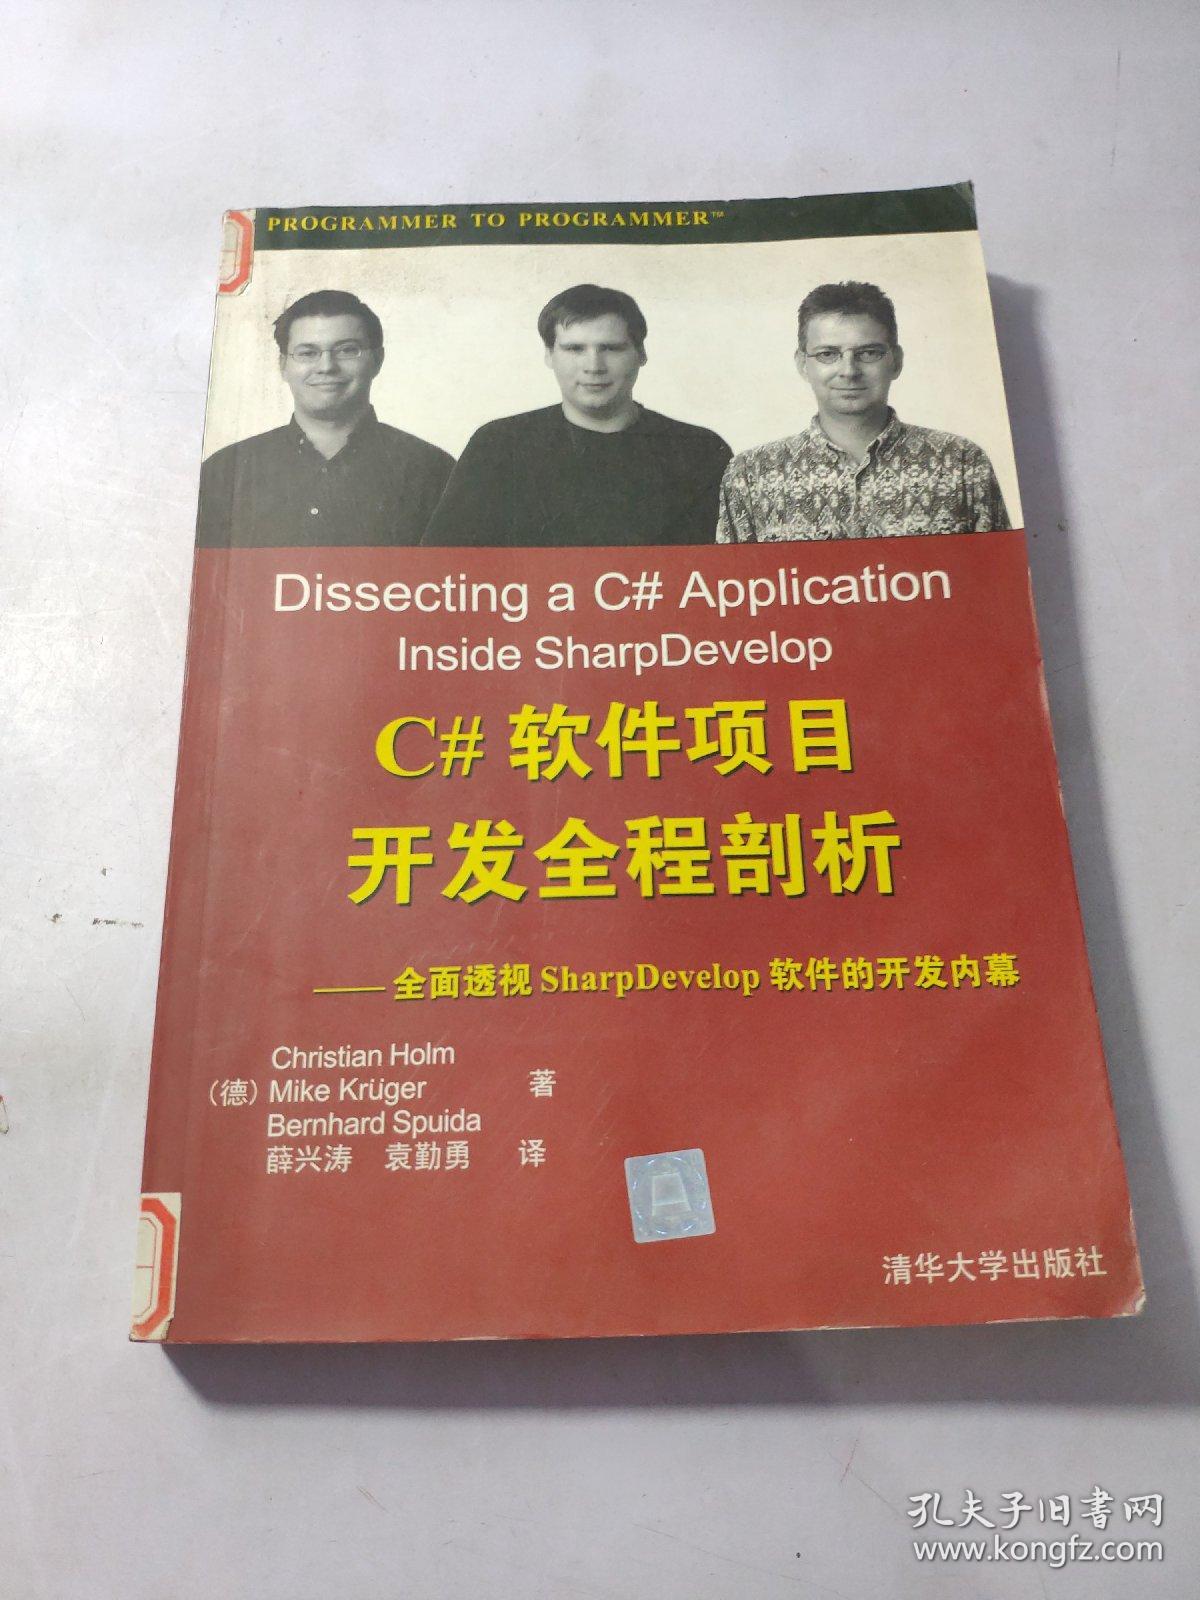 PROGRAMMER TO PROGRAMMER™
Dissecting a C# Application
Inside SharpDevelop
C# 软件项目
开发全程剖析
——全面透视 SharpDevelop 软件的开发内幕
Christian Holm
（德）Mike Krüger 著
Bernhard Spuida
薛兴涛 袁勤勇 译
清华大学出版社
孔夫子旧书网
www.kongfz.com